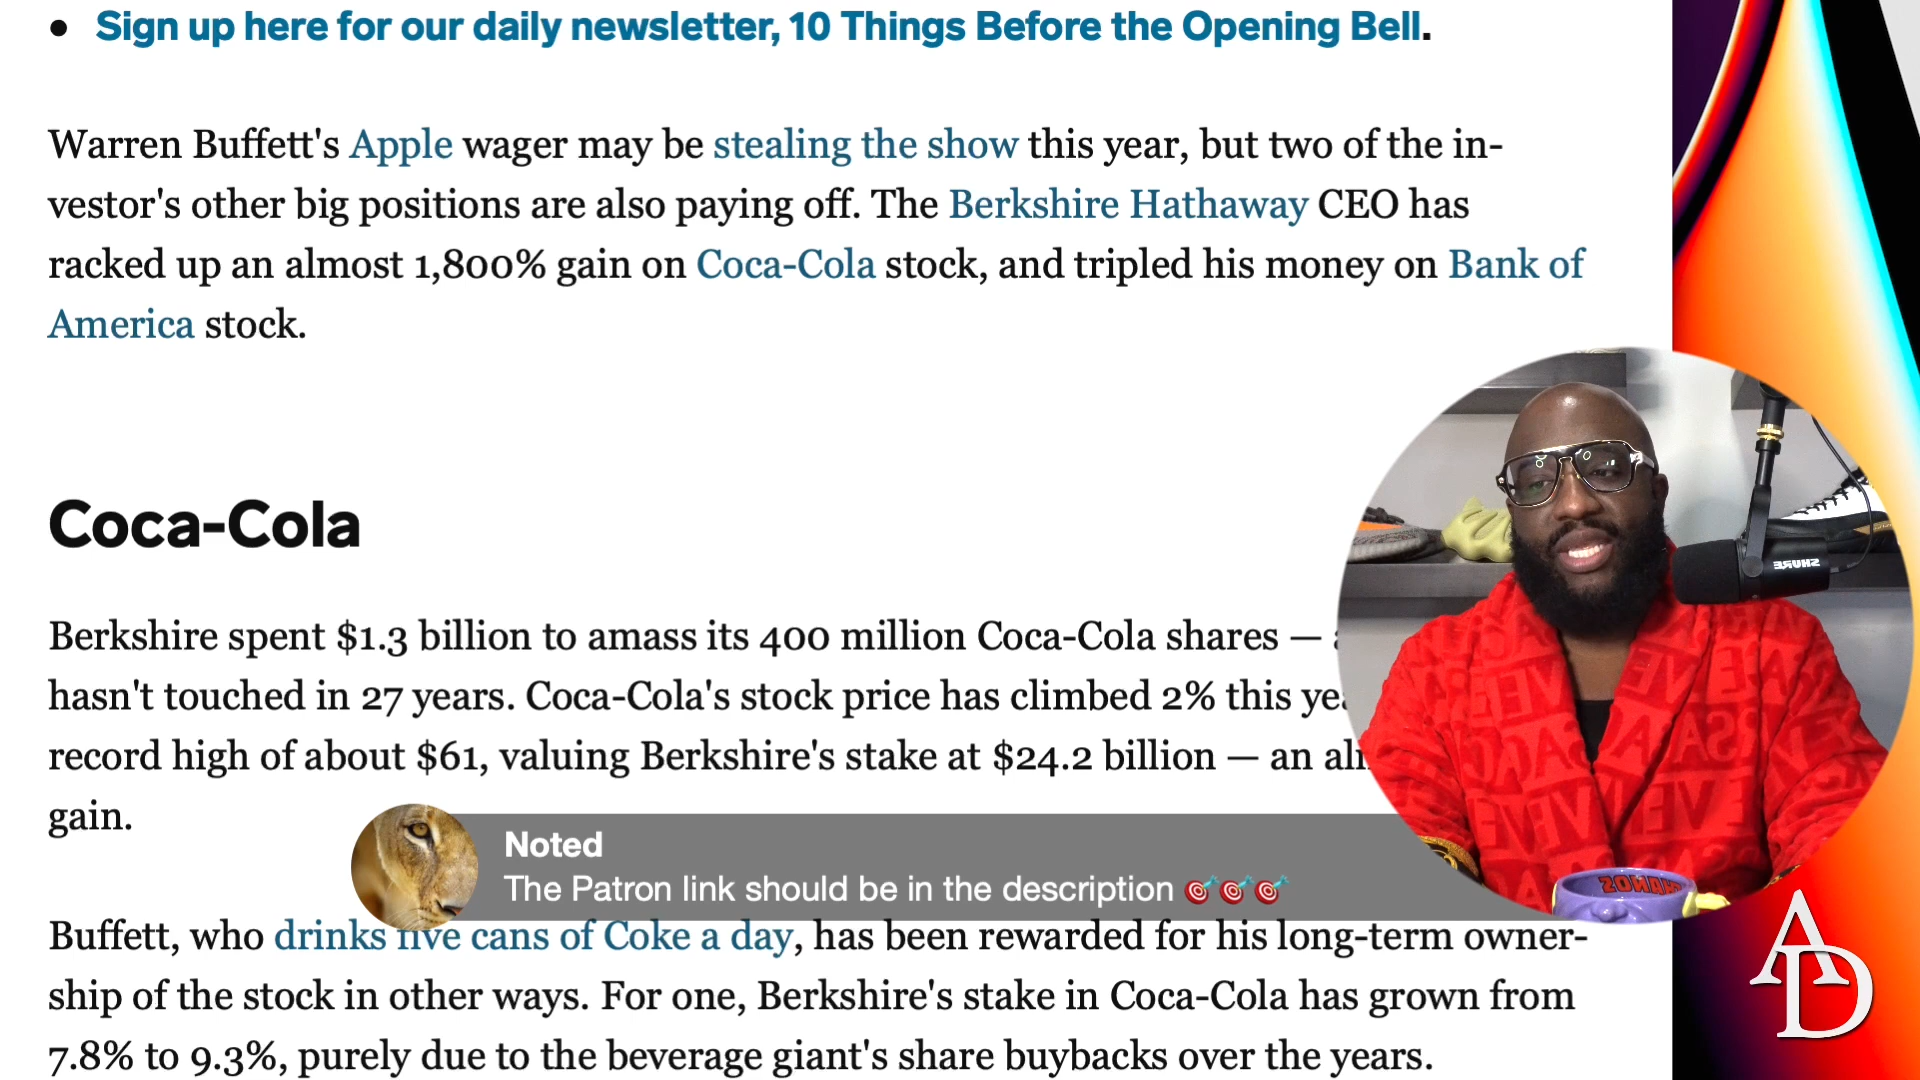 • Sign up here for our daily newsletter, 10 Things Before the Opening Bell.
Warren Buffett's Apple wager may be stealing the show this year, but two of the in-
vestor's other big positions are also paying off. The Berkshire Hathaway CEO has
racked up an almost 1,800% gain on Coca-Cola stock, and tripled his money on Bank of
America stock.
Coca-Cola
Berkshire spent $1.3 billion to amass its 400 million Coca-Cola shares —
hasn't touched in 27 years. Coca-Cola's stock price has climbed 2% this
record high of about $61, valuing Berkshire's stake at $24.2 billion — an
gain.
Noted
The Patron link should be in the description 🎯🎯🎯
Buffett, who drinks five cans of Coke a day, has been rewarded for his long-term owner-
ship of the stock in other ways. For one, Berkshire's stake in Coca-Cola has grown from
7.8% to 9.3%, purely due to the beverage giant's share buybacks over the years.
SHURE
AD